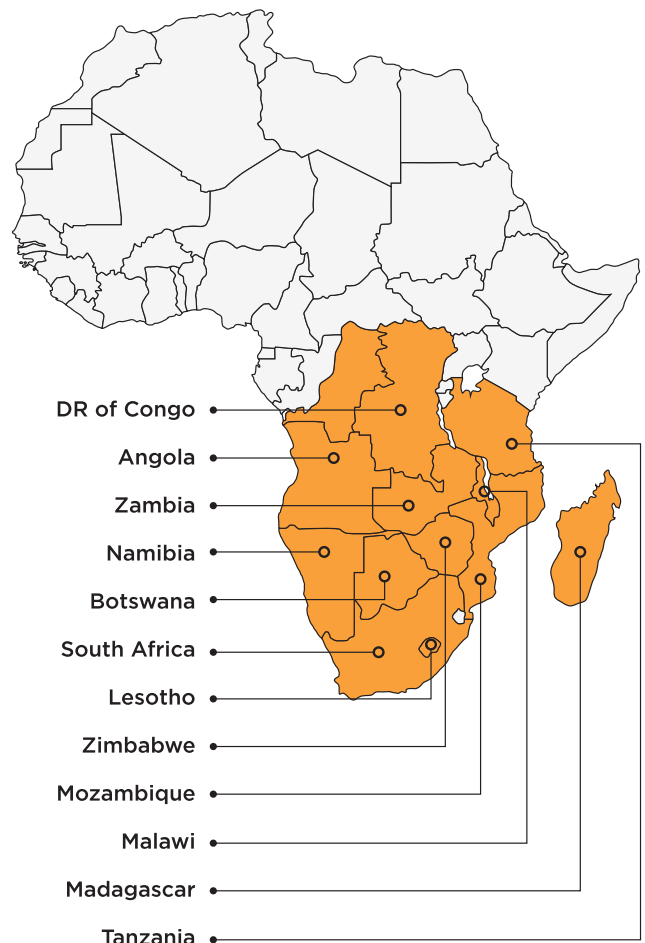 DR of Congo
Angola
Zambia
Namibia
Botswana
South Africa
Lesotho
Zimbabwe
Mozambique
Malawi
Madagascar
Tanzania